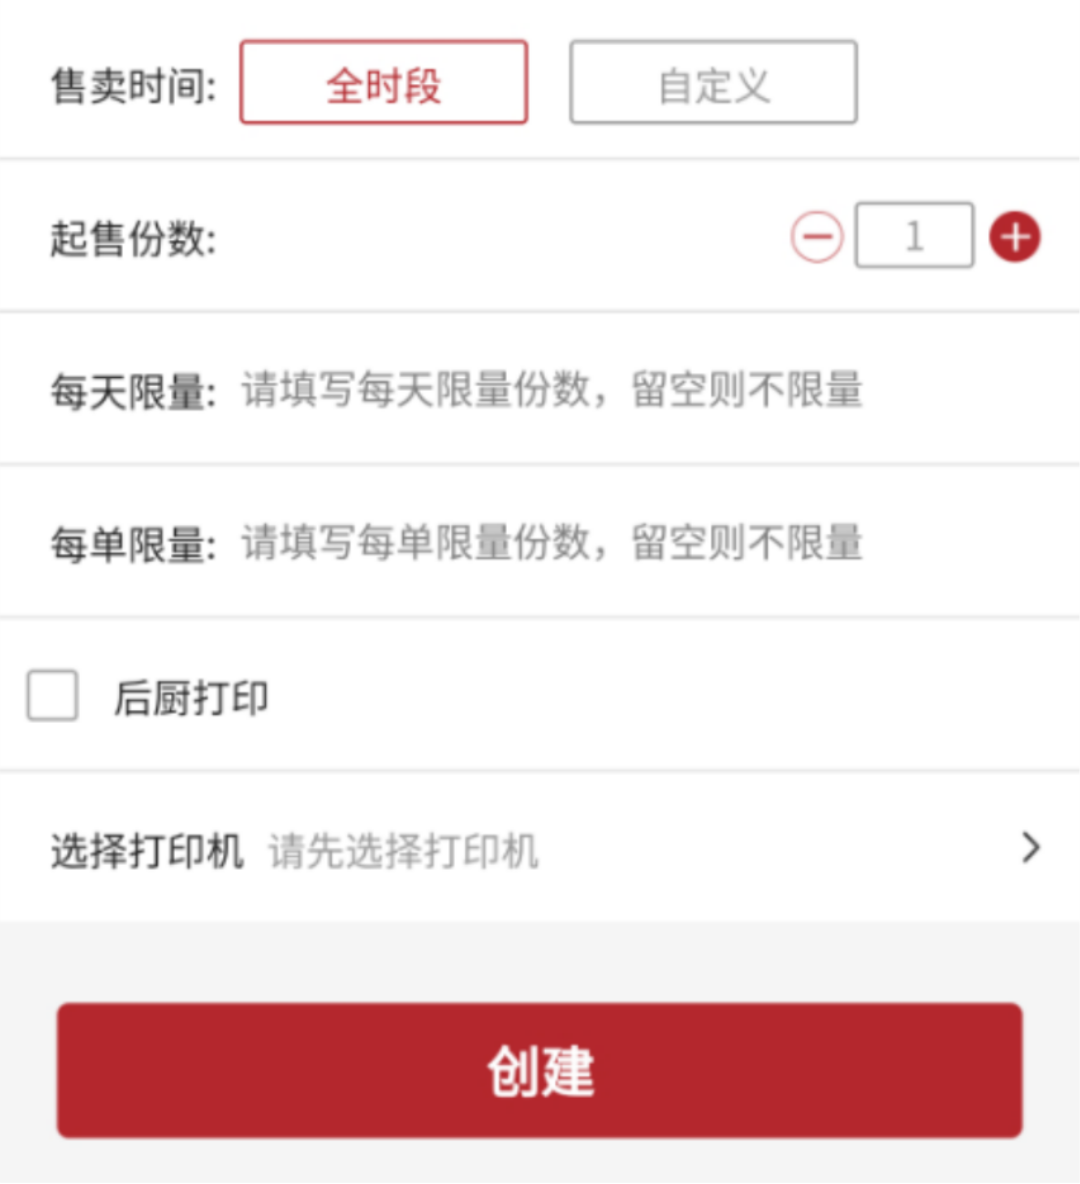 售卖时间: 全时段 自定义
起售份数: 1
每天限量: 请填写每天限量份数，留空则不限量
每单限量: 请填写每单限量份数，留空则不限量
后厨打印
选择打印机 请先选择打印机
创建